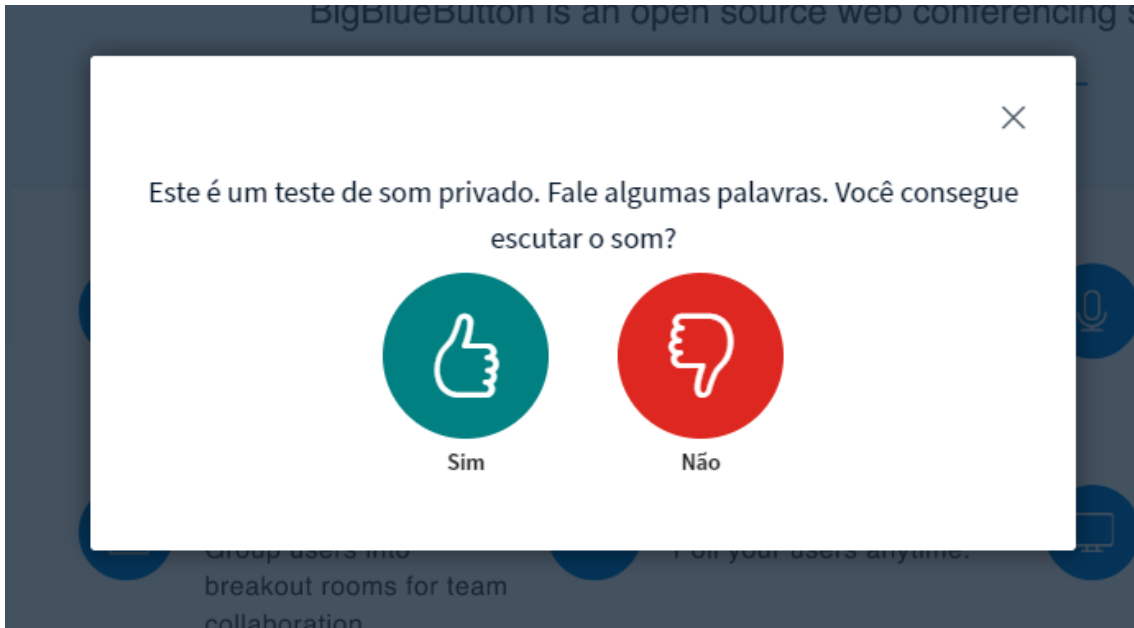 BigBlueButton is an open source web conferencing
Este é um teste de som privado. Fale algumas palavras. Você consegue
escutar o som?
Sim
Não
Group users into
Poll your users anytime.
breakout rooms for team
collaboration